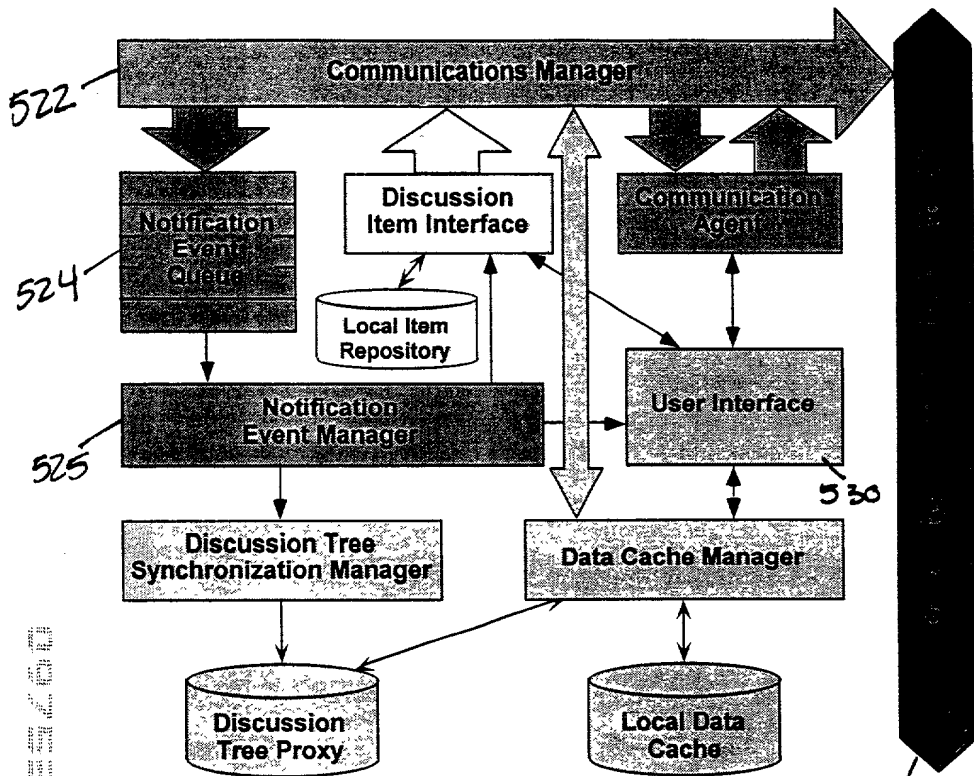 Communications Manager
522
Notification
Event
Queue
524
Discussion
Item Interface
Communication
Agent
Local Item
Repository
Notification
Event Manager
525
User Interface
530
Discussion Tree
Synchronization Manager
Data Cache Manager
Discussion
Tree Proxy
Local Data
Cache